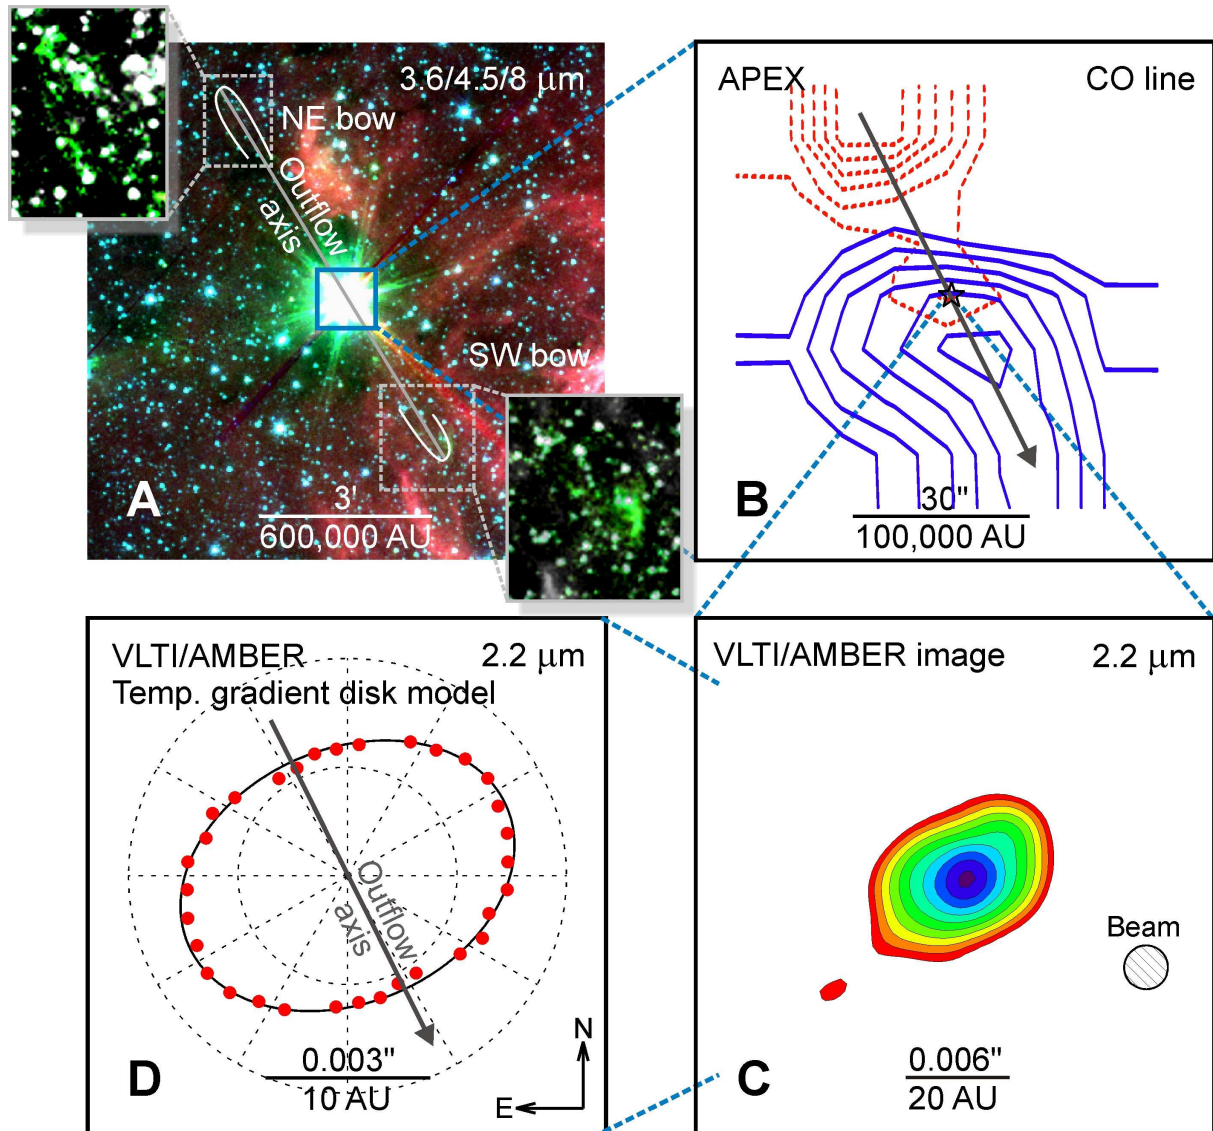 3.6/4.5/8 μm
NE bow
Outflow
axis
SW bow
A
3'
600,000 AU
APEX
CO line
B
30"
100,000 AU
VLTI/AMBER
2.2 μm
Temp. gradient disk model
Outflow
axis
D
0.003"
10 AU
N
E
VLTI/AMBER image
2.2 μm
Beam
C
0.006"
20 AU